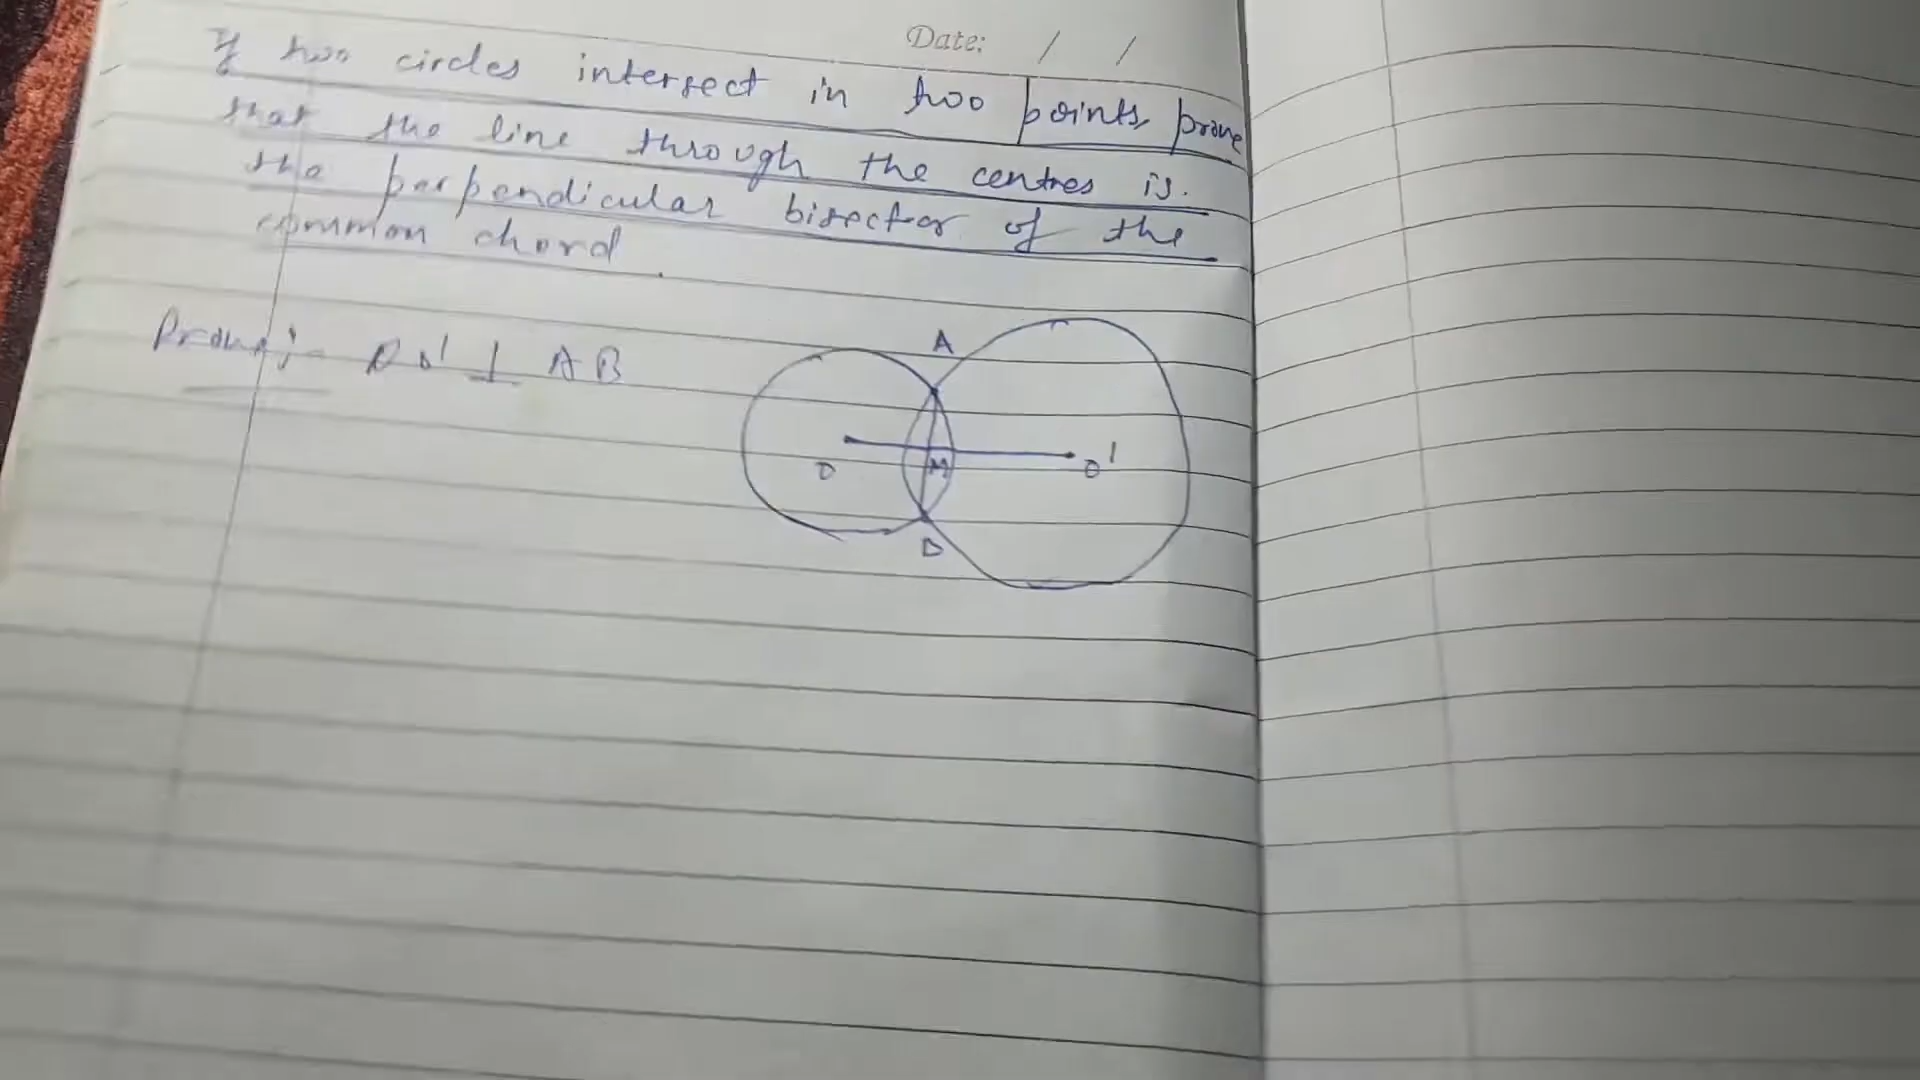 Date: / /
If two circles intersect in two points, prove
that the line through the centres is.
the perpendicular bisector of the
common chord.
Prove:- OO' ⊥ AB
A
O
M
O'
B